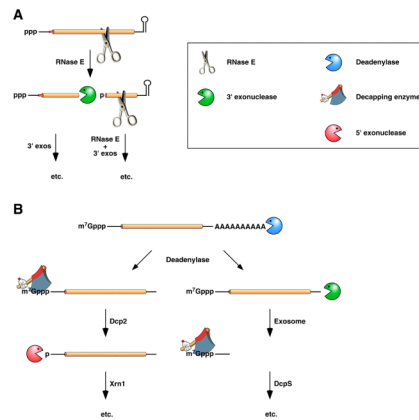 A
ppp
RNase E
ppp
p
3' exos
RNase E
+
3' exos
etc.
etc.
RNase E
Deadenylase
3' exonuclease
Decapping enzyme
5' exonuclease
B
m⁷Gppp
AAAAAAAAAA
Deadenylase
m⁷Gppp
m⁷Gppp
Dcp2
Exosome
p
m⁷Gppp
Xrn1
DcpS
etc.
etc.